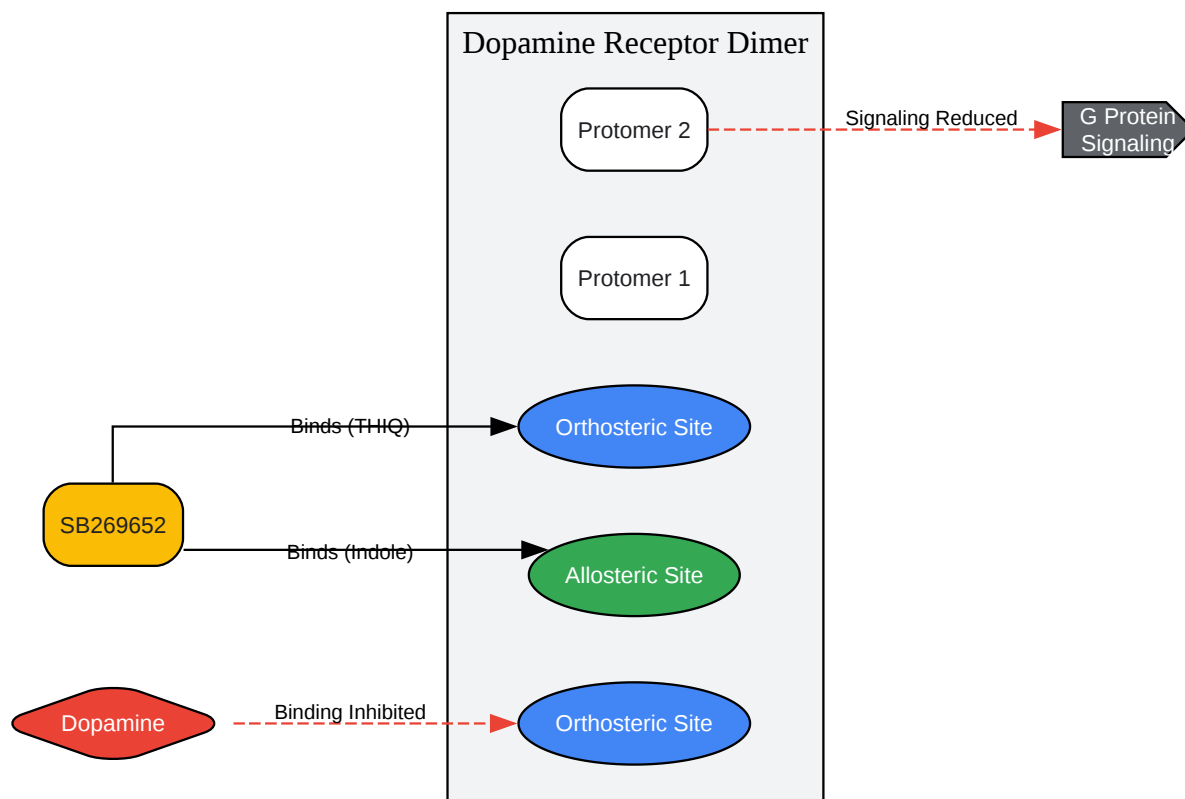 Dopamine Receptor Dimer
Protomer 2
Signaling Reduced
G Protein
Signaling
Protomer 1
Binds (THIQ)
Orthosteric Site
SB269652
Binds (Indole)
Allosteric Site
Dopamine
Binding Inhibited
Orthosteric Site